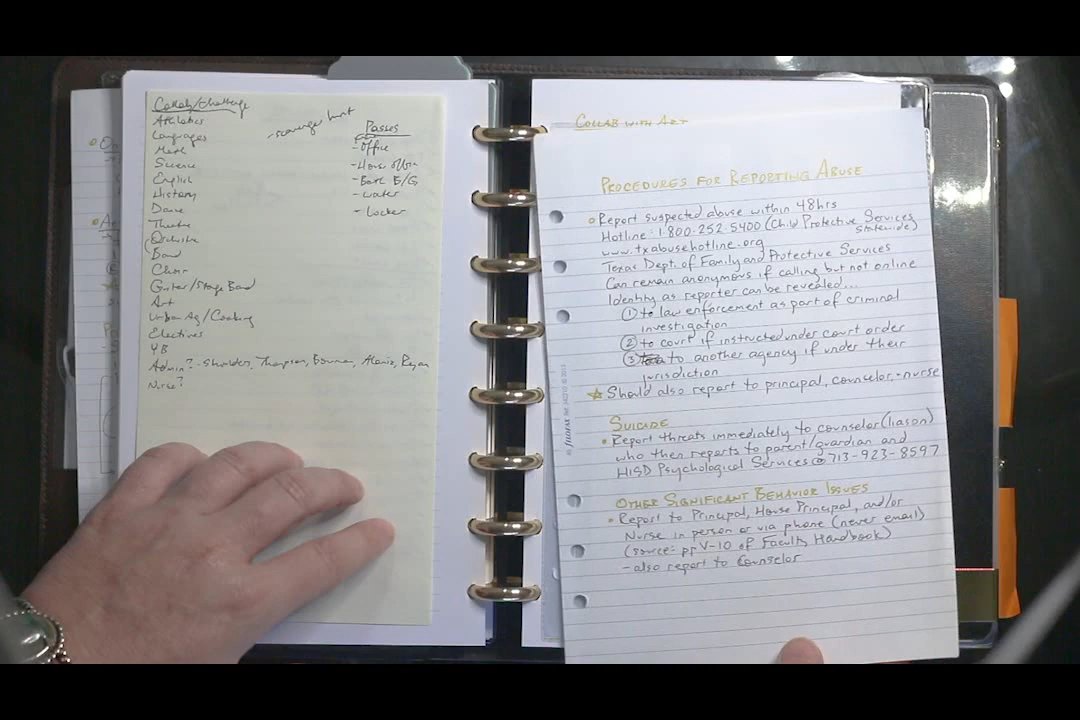 Collab/Challenge
Athletics
Languages
-scavenger hunt
Math
Science
English
History
Dance
Theatre
Orchestra
Band
Choir
Guitar/Stage Band
Art
Urban Ag/Cooking
Electives
YB
Admin? - Thompson,
Nurse?
Passes
-Office
-House office
-Bath B/G
-water
-Locker
COLLAB WITH ART
PROCEDURES FOR REPORTING ABUSE
Report suspected abuse within 48hrs
Hotline: 1.800.252.5400 (Child Protective Services,
Statewide)
www.txabusehotline.org
Texas Dept. of Family and Protective Services
Can remain anonymous if calling but not online
Identity as reporter can be revealed...
① to law enforcement as part of criminal
investigation
② to court if instructed under court order
③ to another agency if under their
jurisdiction
☆ Should also report to principal, counselor, + nurse
SUICIDE
• Report threats immediately to counselor (liason)
who then reports to parent/guardian and
HISD Psychological Services @ 713-923-8597
OTHER SIGNIFICANT BEHAVIOR ISSUES
• Report to Principal, House Principal, and/or
Nurse in person or via phone (never email)
(source: pp V-10 of Faculty Handbook)
- also report to Counselor